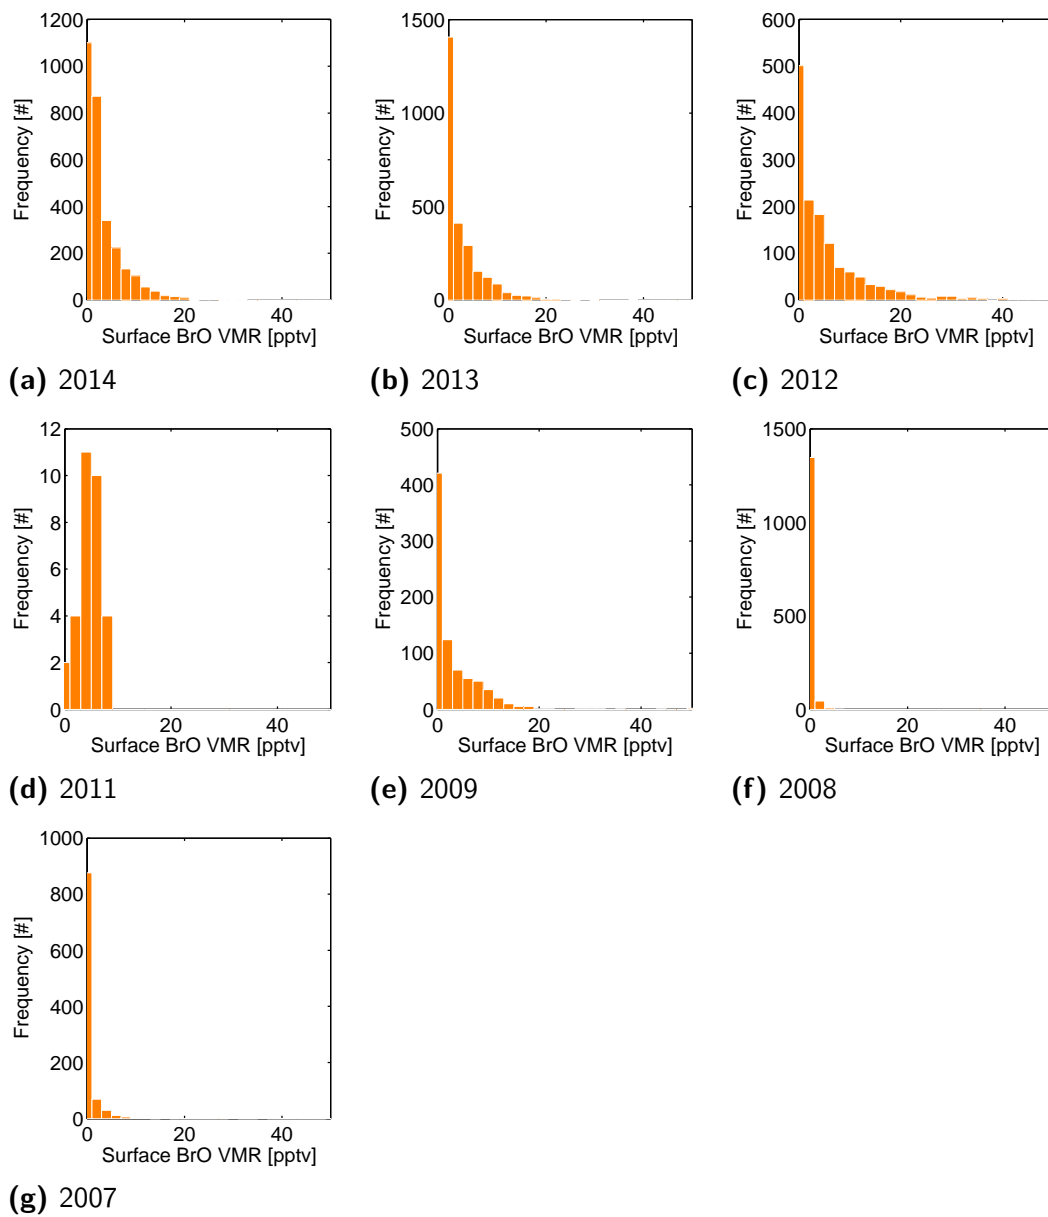 1200
1000
800
600
400
200
0
0 20 40
Frequency [#]
Surface BrO VMR [pptv]
(a) 2014
1500
1000
500
0
0 20 40
Frequency [#]
Surface BrO VMR [pptv]
(b) 2013
600
500
400
300
200
100
0
0 20 40
Frequency [#]
Surface BrO VMR [pptv]
(c) 2012
12
10
8
6
4
2
0
0 20 40
Frequency [#]
Surface BrO VMR [pptv]
(d) 2011
500
400
300
200
100
0
0 20 40
Frequency [#]
Surface BrO VMR [pptv]
(e) 2009
1500
1000
500
0
0 20 40
Frequency [#]
Surface BrO VMR [pptv]
(f) 2008
1000
800
600
400
200
0
0 20 40
Frequency [#]
Surface BrO VMR [pptv]
(g) 2007